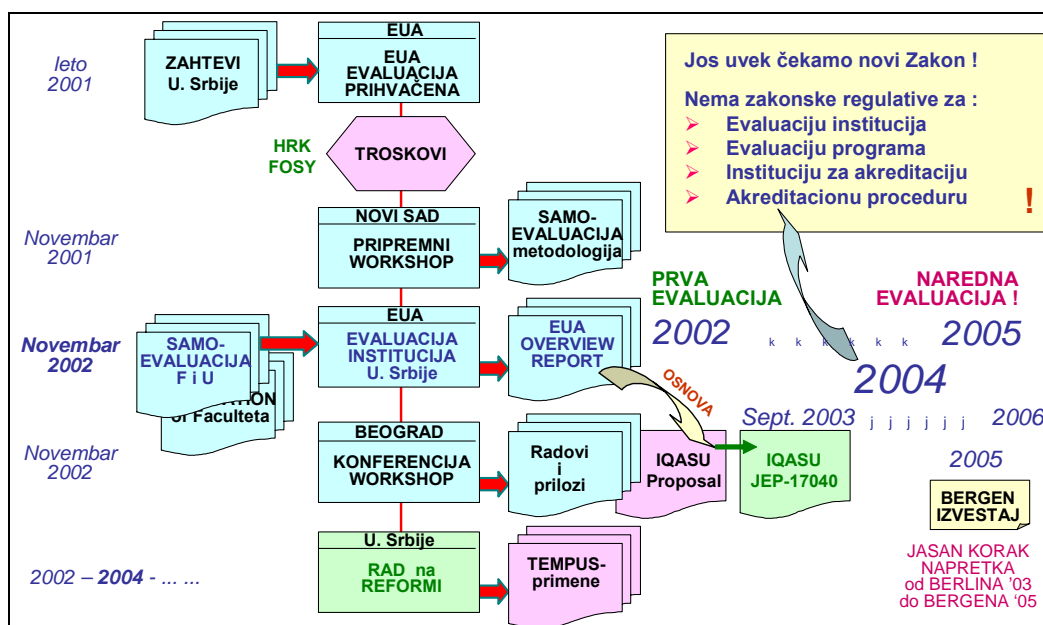 leto
2001
ZAHTEVI
U. Srbije
EUA
EUA
EVALUACIJA
PRIHVAČENA
HRK
FOSY
TROSKOVI
Jos uvek čekamo novi Zakon !
Nema zakonske regulative za :
Evaluaciju institucija
Evaluaciju programa
Instituciju za akreditaciju
Akreditacionu proceduru
!
Novembar
2001
NOVI SAD
PRIPREMNI
WORKSHOP
SAMO-
EVALUACIJA
metodologija
PRVA
EVALUACIJA
2002
k k k k k k
NAREDNA
EVALUACIJA !
2005
2004
Novembar
2002
SAMO-
EVALUACIJA
F i U
of Faculteta
EUA
EVALUACIJA
INSTITUCIJA
U. Srbije
EUA
OVERVIEW
REPORT
OSNOVA
Sept. 2003 j j j j j j 2006
2005
Novembar
2002
BEOGRAD
KONFERENCIJA
WORKSHOP
Radovi
i
prilozi
IQASU
Proposal
IQASU
JEP-17040
BERGEN
IZVESTAJ
JASAN KORAK
NAPRETKA
od BERLINA '03
do BERGENA '05
2002 – 2004 - ... ...
U. Srbije
RAD na
REFORMI
TEMPUS-
primene